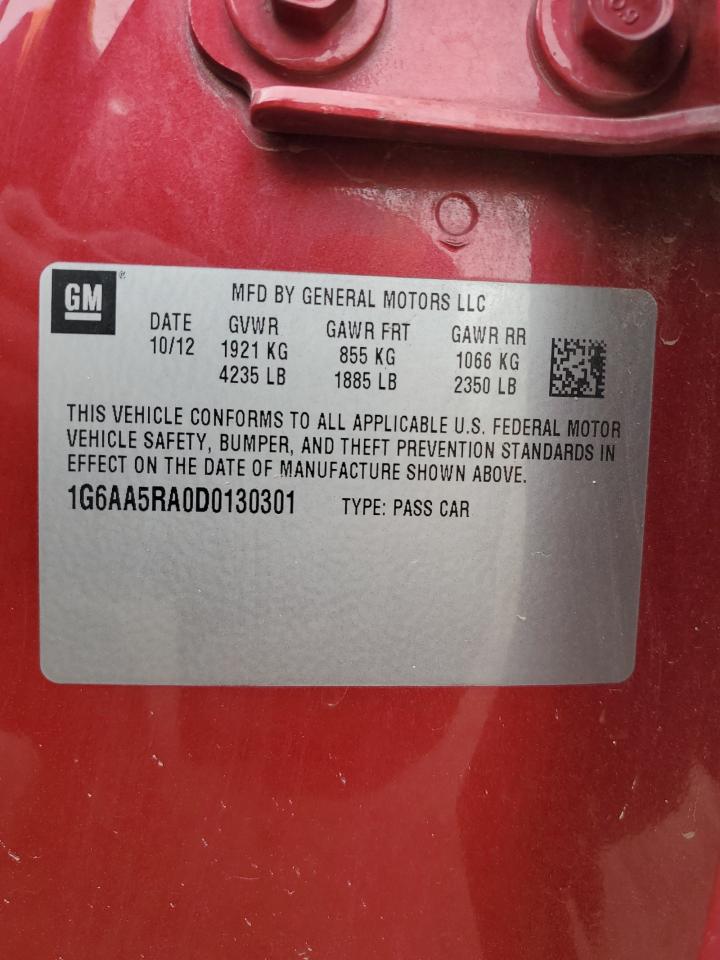 GM®
MFD BY GENERAL MOTORS LLC
DATE GVWR GAWR FRT GAWR RR
10/12 1921 KG 855 KG 1066 KG
4235 LB 1885 LB 2350 LB
THIS VEHICLE CONFORMS TO ALL APPLICABLE U.S. FEDERAL MOTOR
VEHICLE SAFETY, BUMPER, AND THEFT PREVENTION STANDARDS IN
EFFECT ON THE DATE OF MANUFACTURE SHOWN ABOVE.
1G6AA5RA0D0130301 TYPE: PASS CAR